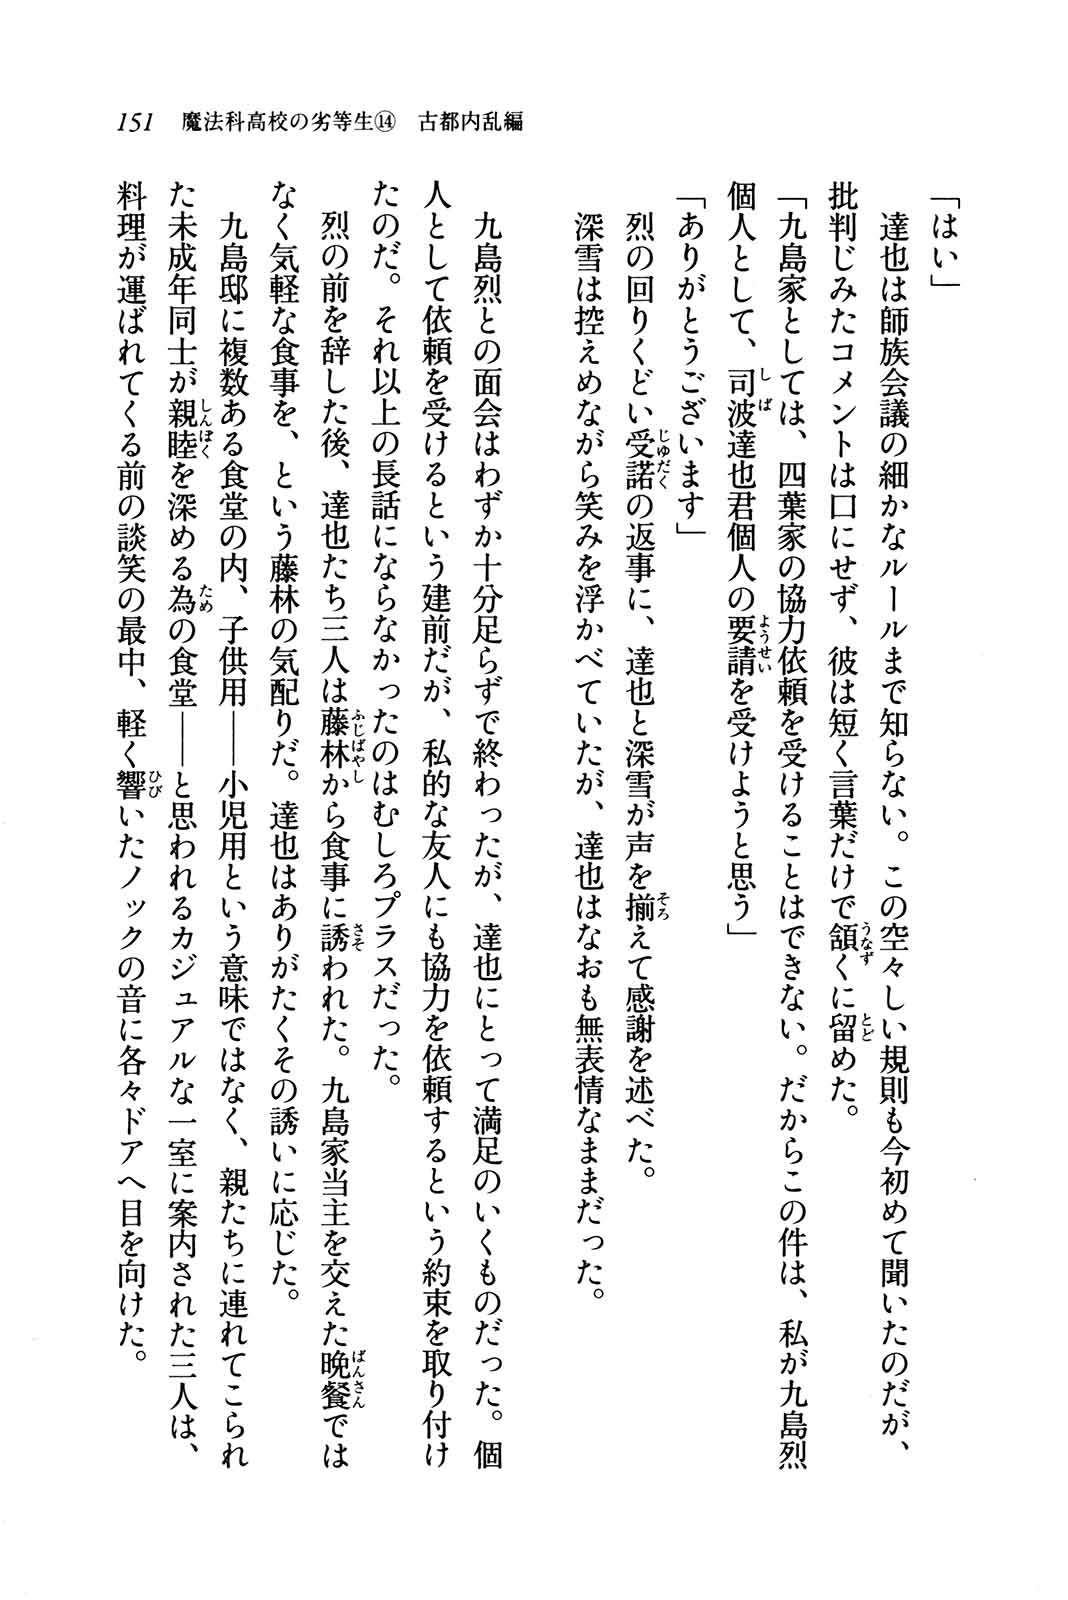 151　魔法科高校の劣等生⑭　古都内乱編
「はい」
　達也は師族会議の細かなルールまで知らない。この空々しい規則も今初めて聞いたのだが、
批判じみたコメントは口にせず、彼は短く言葉だけで頷くに留めた。
「九島家としては、四葉家の協力依頼を受けることはできない。だからこの件は、私が九島烈
個人として、司波達也君個人の要請を受けようと思う」
「ありがとうございます」
　烈の回りくどい受諾の返事に、達也と深雪が声を揃えて感謝を述べた。
　深雪は控えめながら笑みを浮かべていたが、達也はなおも無表情なままだった。
　九島烈との面会はわずか十分足らずで終わったが、達也にとって満足のいくものだった。個
人として依頼を受けるという建前だが、私的な友人にも協力を依頼するという約束を取り付け
たのだ。それ以上の長話にならなかったのはむしろプラスだった。
　烈の前を辞した後、達也たち三人は藤林から食事に誘われた。九島家当主を交えた晩餐では
なく気軽な食事を、という藤林の気配りだ。達也はありがたくその誘いに応じた。
　九島邸に複数ある食堂の内、子供用――小児用という意味ではなく、親たちに連れてこられ
た未成年同士が親睦を深める為の食堂――と思われるカジュアルな一室に案内された三人は、
料理が運ばれてくる前の談笑の最中、軽く響いたノックの音に各々ドアへ目を向けた。